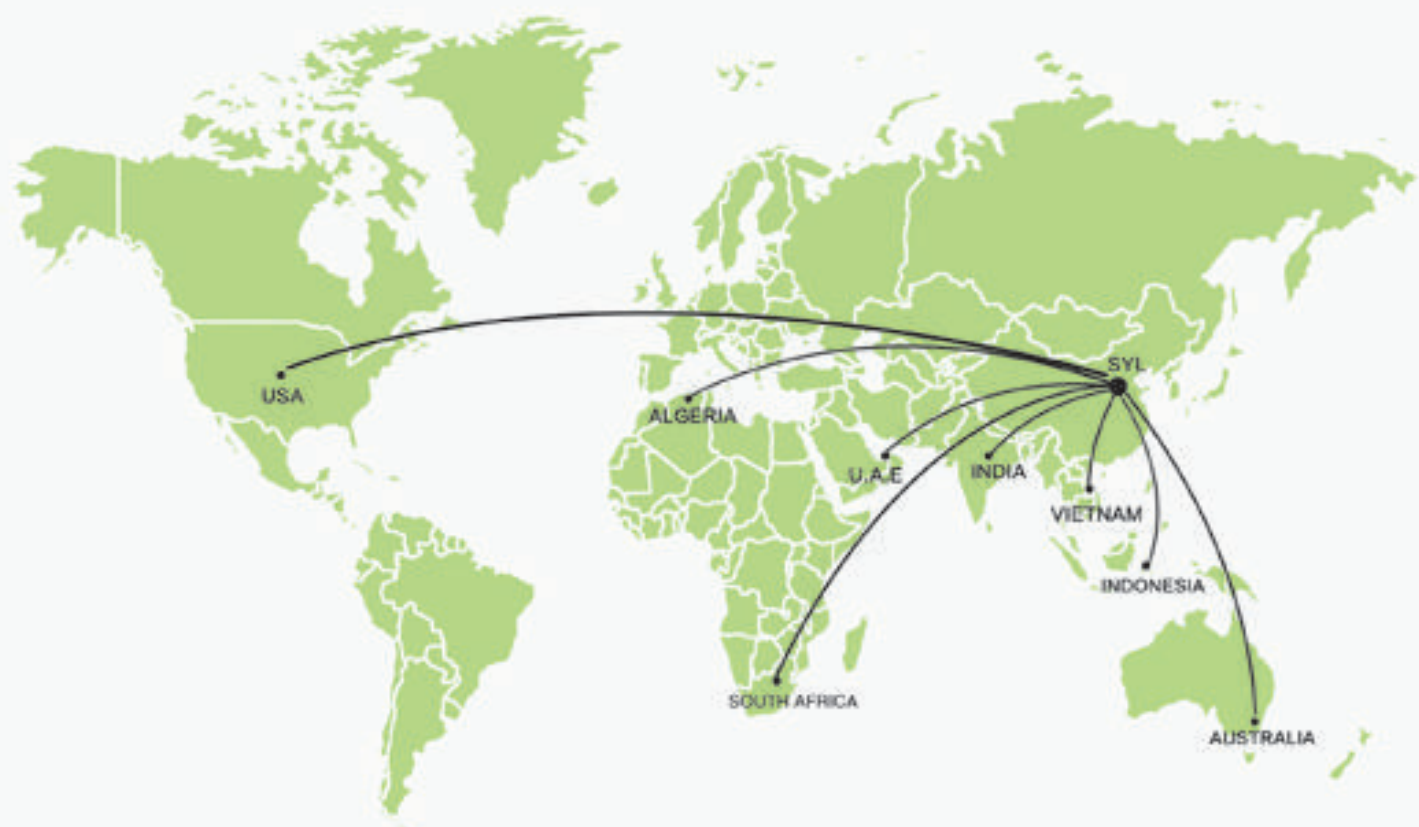 SYL
USA
ALGERIA
U.A.E
INDIA
VIETNAM
INDONESIA
SOUTH AFRICA
AUSTRALIA